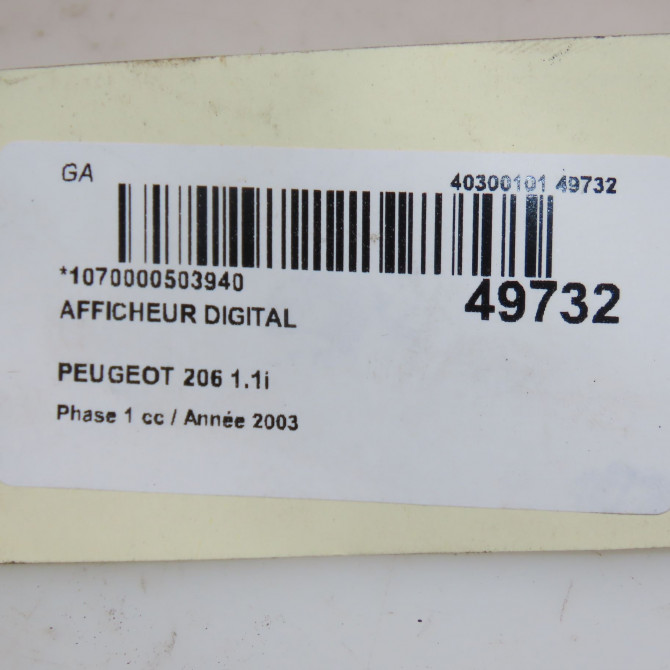 GA
40300101 49732
*1070000503940
49732
AFFICHEUR DIGITAL
PEUGEOT 206 1.1i
Phase 1 cc / Année 2003